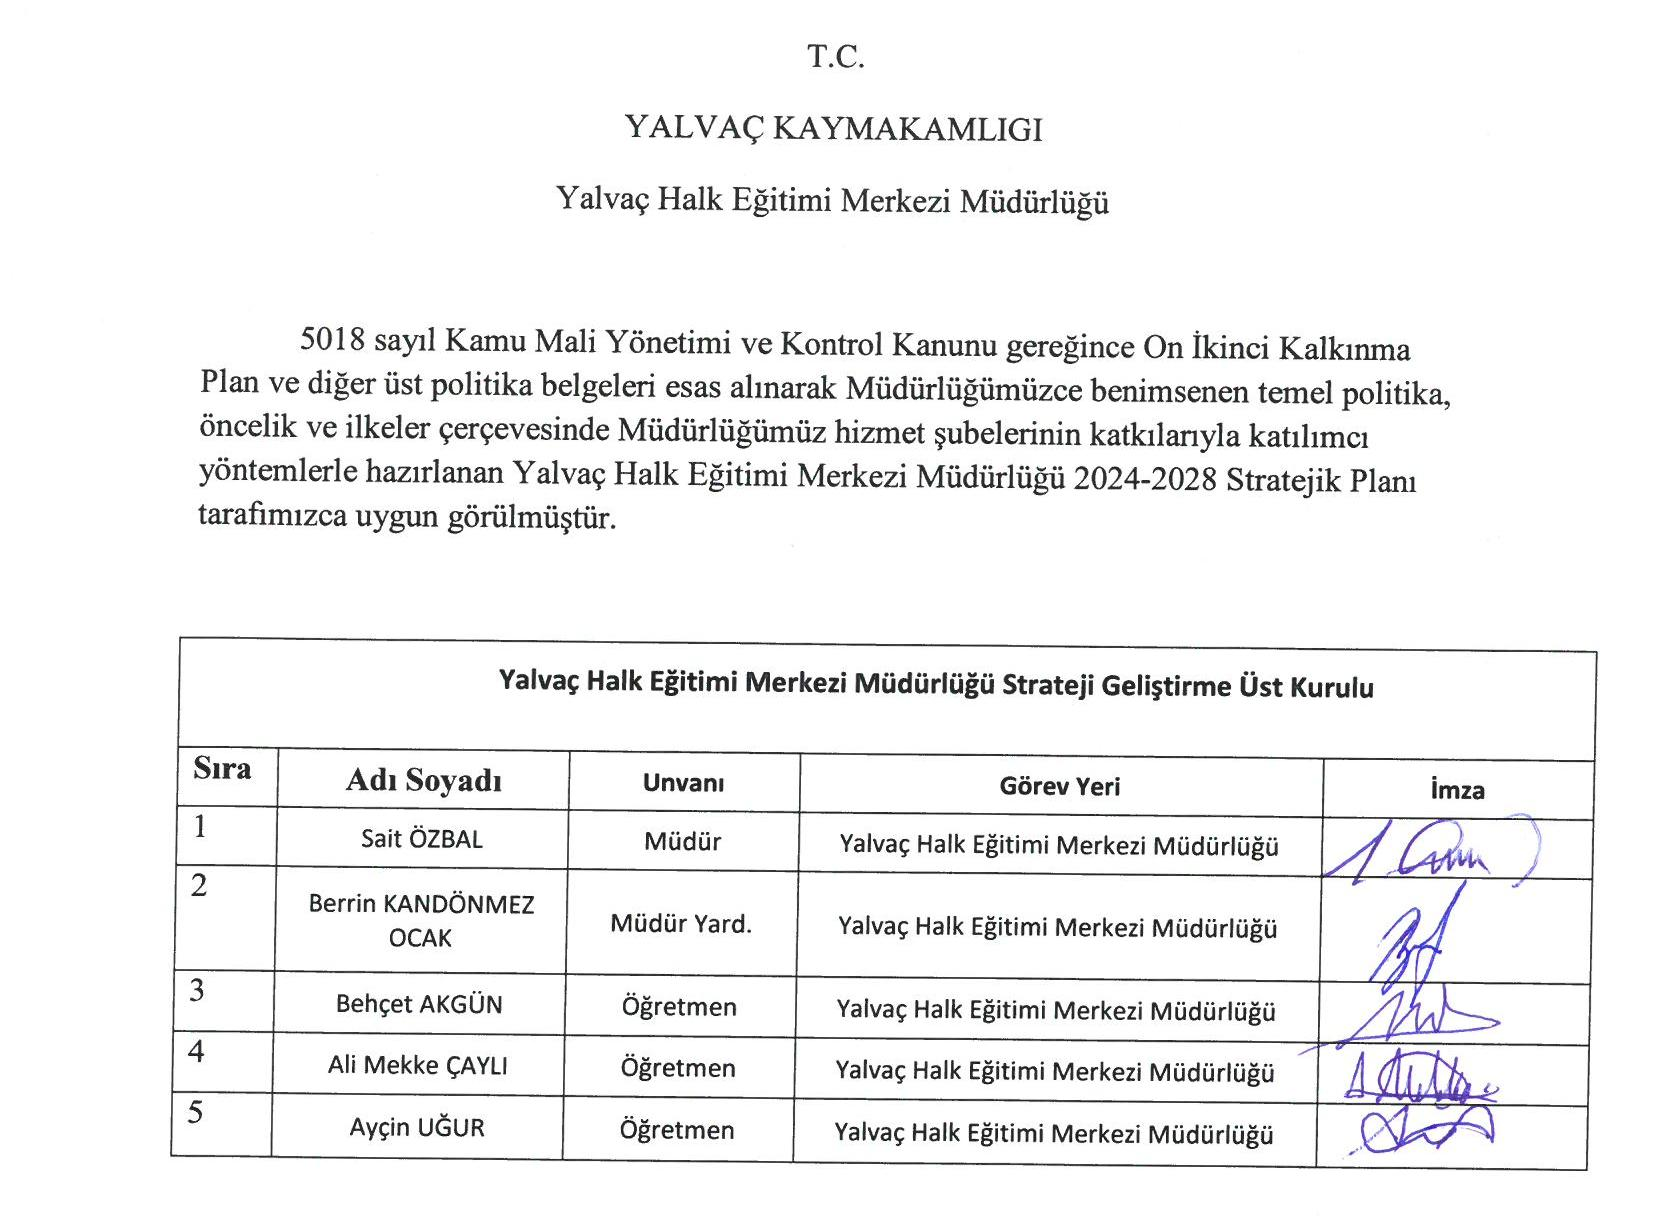 T.C.
YALVAÇ KAYMAKAMLIGI
Yalvaç Halk Eğitimi Merkezi Müdürlüğü
5018 sayıl Kamu Mali Yönetimi ve Kontrol Kanunu gereğince On İkinci Kalkınma
Plan ve diğer üst politika belgeleri esas alınarak Müdürlüğümüzce benimsenen temel politika,
öncelik ve ilkeler çerçevesinde Müdürlüğümüz hizmet şubelerinin katkılarıyla katılımcı
yöntemlerle hazırlanan Yalvaç Halk Eğitimi Merkezi Müdürlüğü 2024-2028 Stratejik Planı
tarafimızca uygun görülmüştür.
Yalvaç Halk Eğitimi Merkezi Müdürlüğü Strateji Geliştirme Üst Kurulu
Sıra Adı Soyadı Unvanı Görev Yeri İmza
1 Sait ÖZBAL Müdür Yalvaç Halk Eğitimi Merkezi Müdürlüğü
2 Berrin KANDÖNMEZ
OCAK Müdür Yard. Yalvaç Halk Eğitimi Merkezi Müdürlüğü
3 Behçet AKGÜN Öğretmen Yalvaç Halk Eğitimi Merkezi Müdürlüğü
4 Ali Mekke ÇAYLI Öğretmen Yalvaç Halk Eğitimi Merkezi Müdürlüğü
5 Ayçin UĞUR Öğretmen Yalvaç Halk Eğitimi Merkezi Müdürlüğü